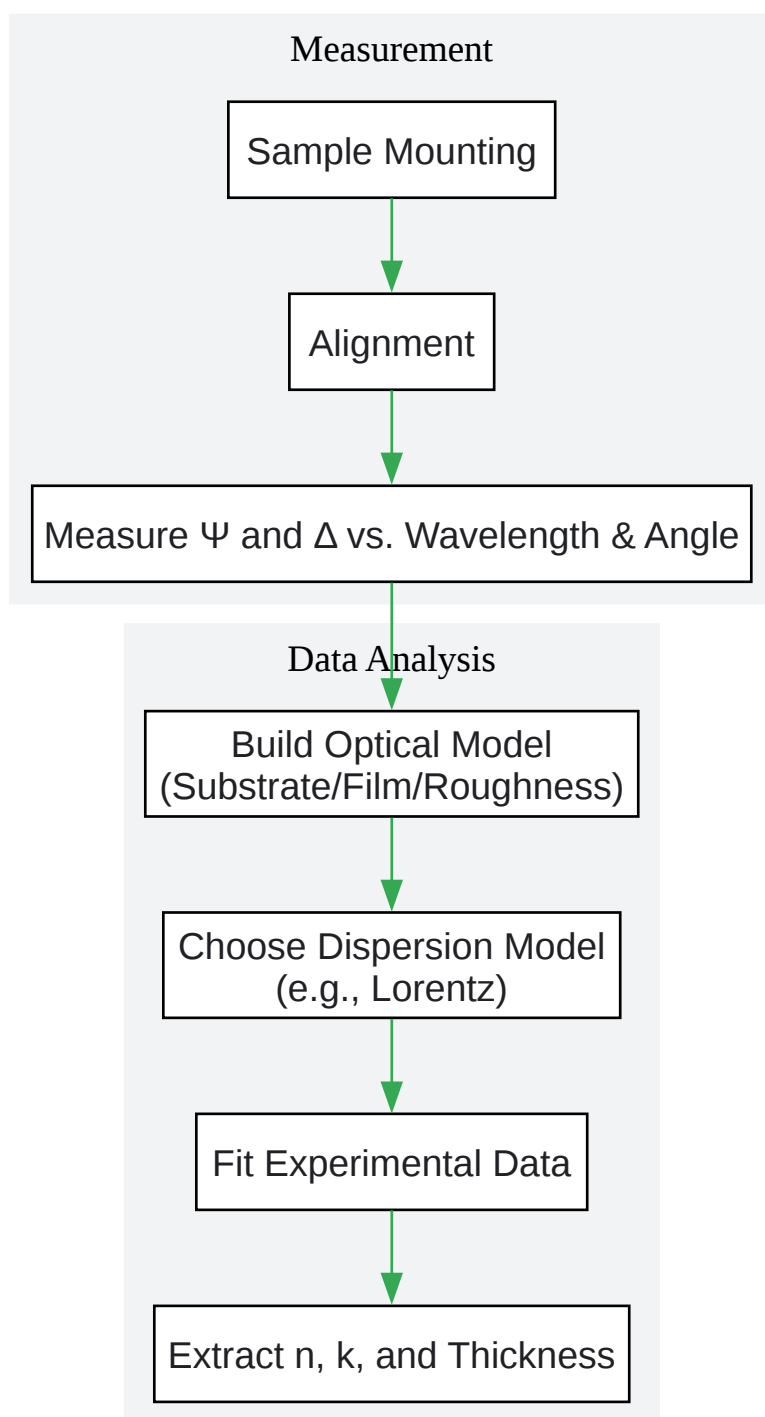 Measurement
Sample Mounting
Alignment
Measure Ψ and Δ vs. Wavelength & Angle
Data Analysis
Build Optical Model
(Substrate/Film/Roughness)
Choose Dispersion Model
(e.g., Lorentz)
Fit Experimental Data
Extract n, k, and Thickness